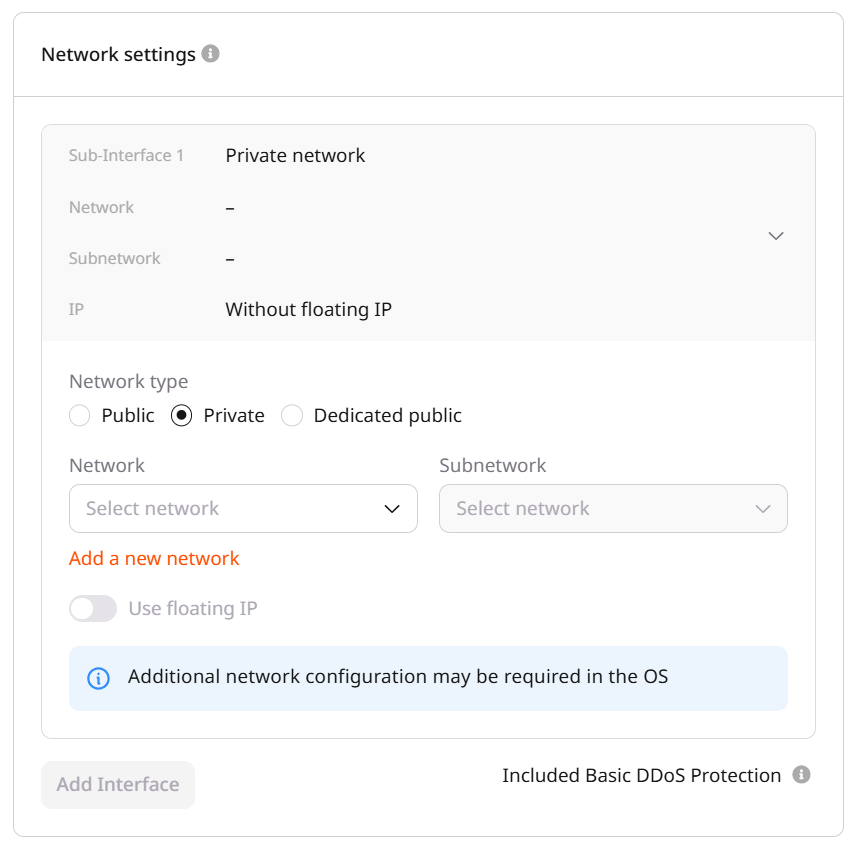 Network settings
Sub-Interface 1 Private network
Network –
Subnetwork –
IP Without floating IP
Network type
Public Private Dedicated public
Network Subnetwork
Select network Select network
Add a new network
Use floating IP
Additional network configuration may be required in the OS
Add Interface Included Basic DDoS Protection